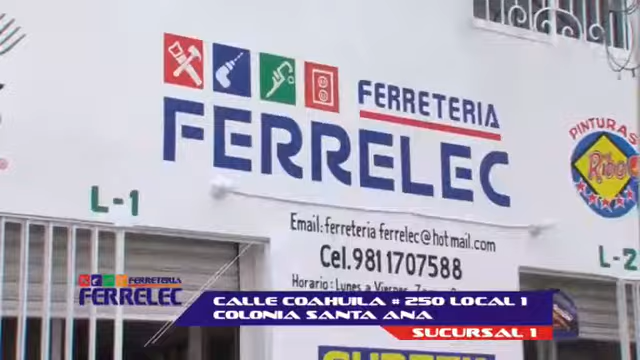 FERRETERIA
FERRELEC
PINTURAS
L-1
L-2
Email:ferreteria ferrelec@hotmail.com
Cel.981 1707588
Horario: Lunes a Viernes
FERRETERIA
FERRELEC
CALLE COAHUILA # 250 LOCAL 1
COLONIA SANTA ANA
SUCURSAL 1